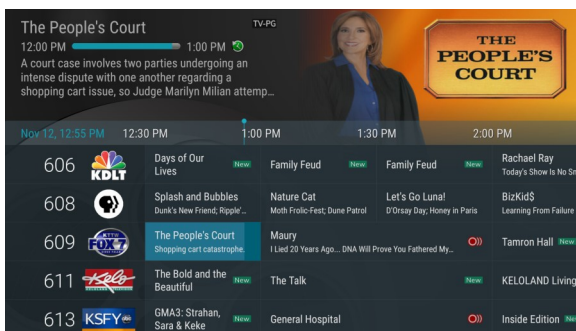 The People's Court
TV-PG
12:00 PM 1:00 PM
A court case involves two parties undergoing an
intense dispute with one another regarding a
shopping cart issue, so Judge Marilyn Milian attemp...
THE
PEOPLE'S
COURT
Nov 12, 12:55 PM 12:30 PM 1:00 PM 1:30 PM 2:00 PM
606 KDLT Days of Our Lives New Family Feud New Family Feud New Rachael Ray
Today's Show Is No Sm
608 Splash and Bubbles Nature Cat Let's Go Luna! BizKid$
Dunk's New Friend; Ripple'... Moth Frolic-Fest; Dune Patrol D'Orsay Day; Honey in Paris Learning From Failure
609 KTTW FOX 7 The People's Court Maury Tamron Hall New
Shopping cart catastrophe. I Lied 20 Years Ago... DNA Will Prove You Fathered My...
611 Kelo The Bold and the Beautiful New The Talk New KELOLAND Living
613 KSFY abc GMA3: Strahan, Sara & Keke New General Hospital Inside Edition New